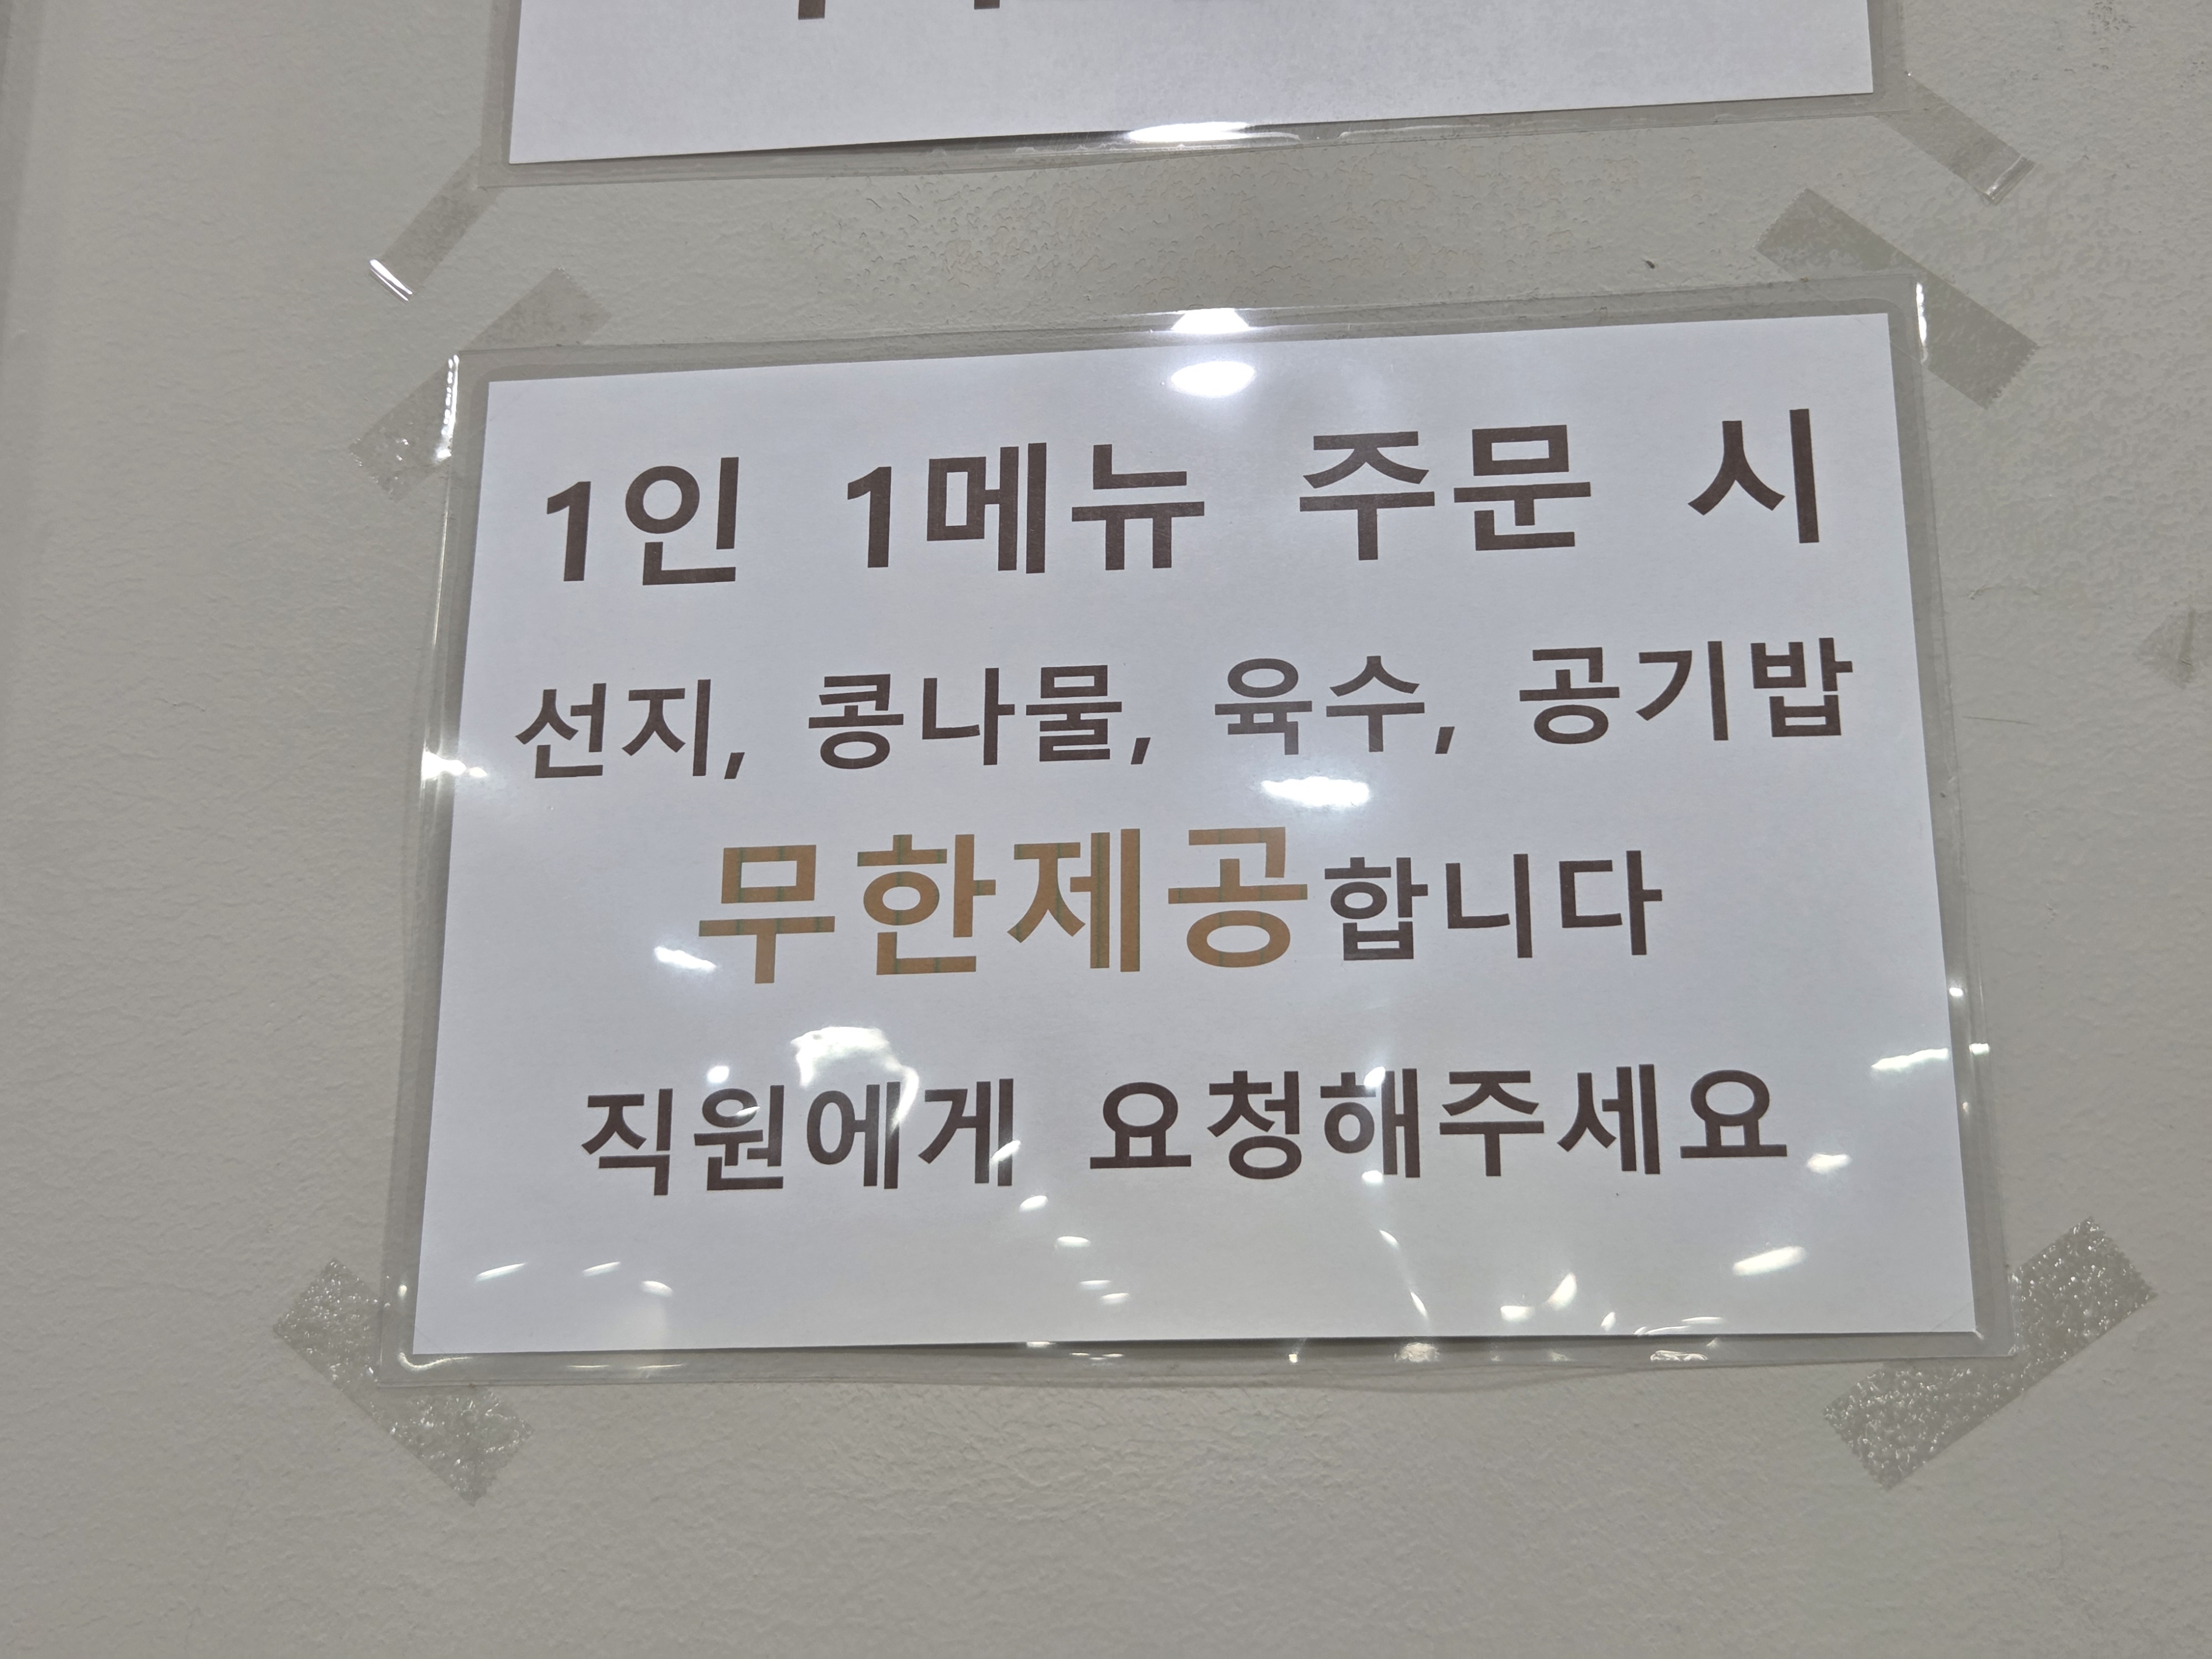 1인 1메뉴 주문 시
선지, 콩나물, 육수, 공기밥
무한제공합니다
직원에게 요청해주세요